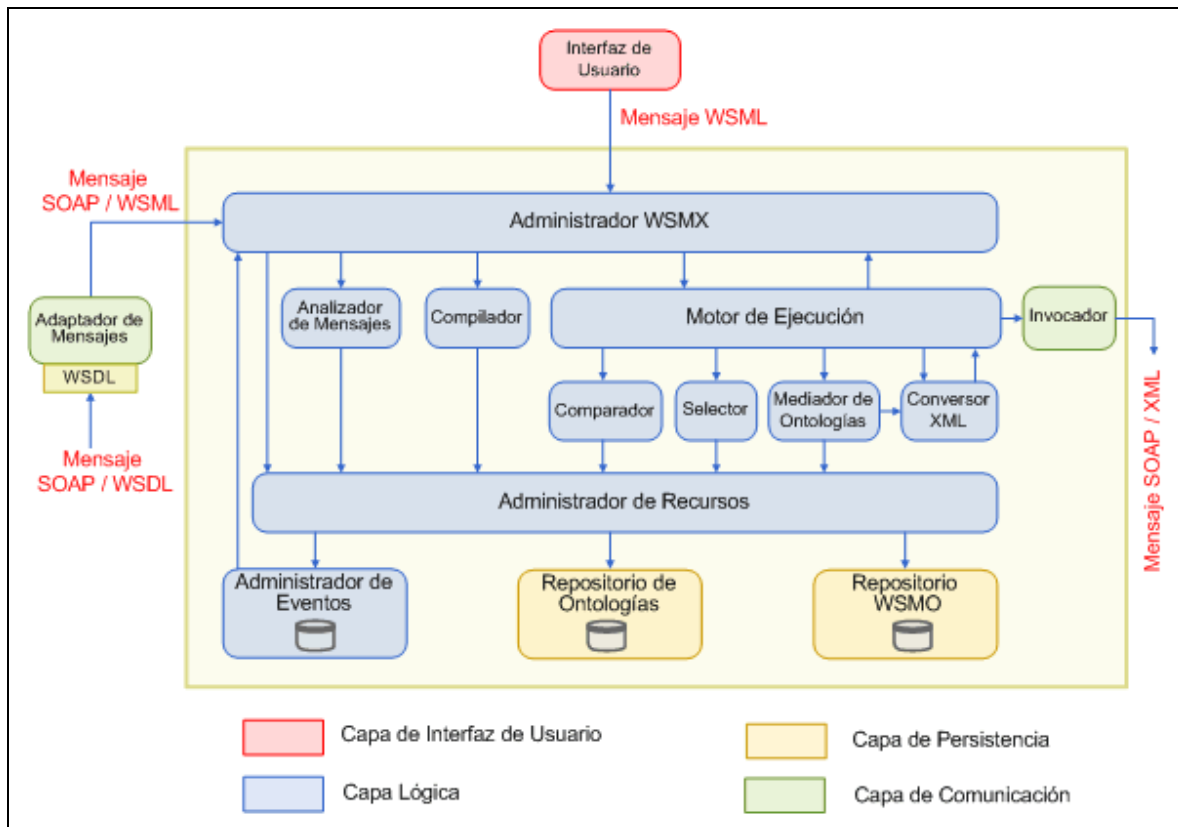 Interfaz de
Usuario
Mensaje WSML
Mensaje
SOAP / WSML
Administrador WSMX
Adaptador de
Mensajes
WSDL
Mensaje
SOAP / WSDL
Analizador
de Mensajes
Compilador
Motor de Ejecución
Invocador
Comparador
Selector
Mediador de
Ontologías
Conversor
XML
Mensaje SOAP / XML
Administrador de Recursos
Administrador de
Eventos
Repositorio de
Ontologías
Repositorio
WSMO
Capa de Interfaz de Usuario
Capa de Persistencia
Capa Lógica
Capa de Comunicación